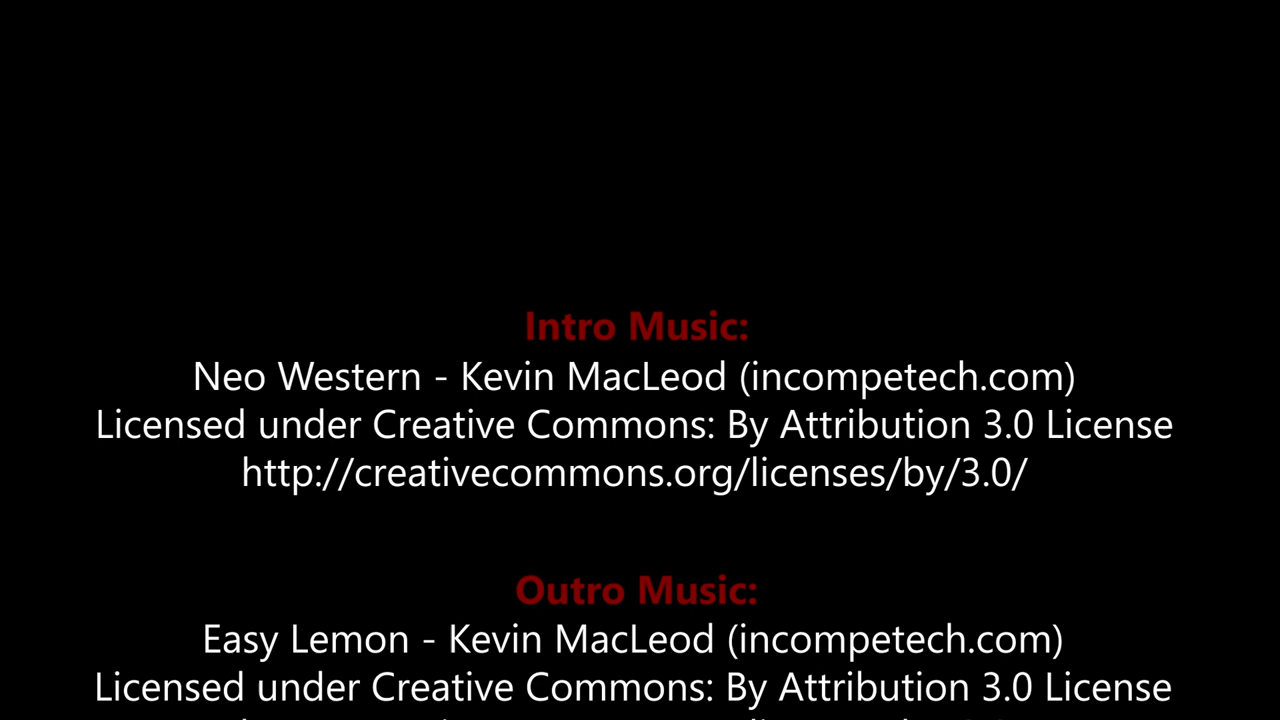 Intro Music:
Neo Western - Kevin MacLeod (incompetech.com)
Licensed under Creative Commons: By Attribution 3.0 License
http://creativecommons.org/licenses/by/3.0/
Outro Music:
Easy Lemon - Kevin MacLeod (incompetech.com)
Licensed under Creative Commons: By Attribution 3.0 License